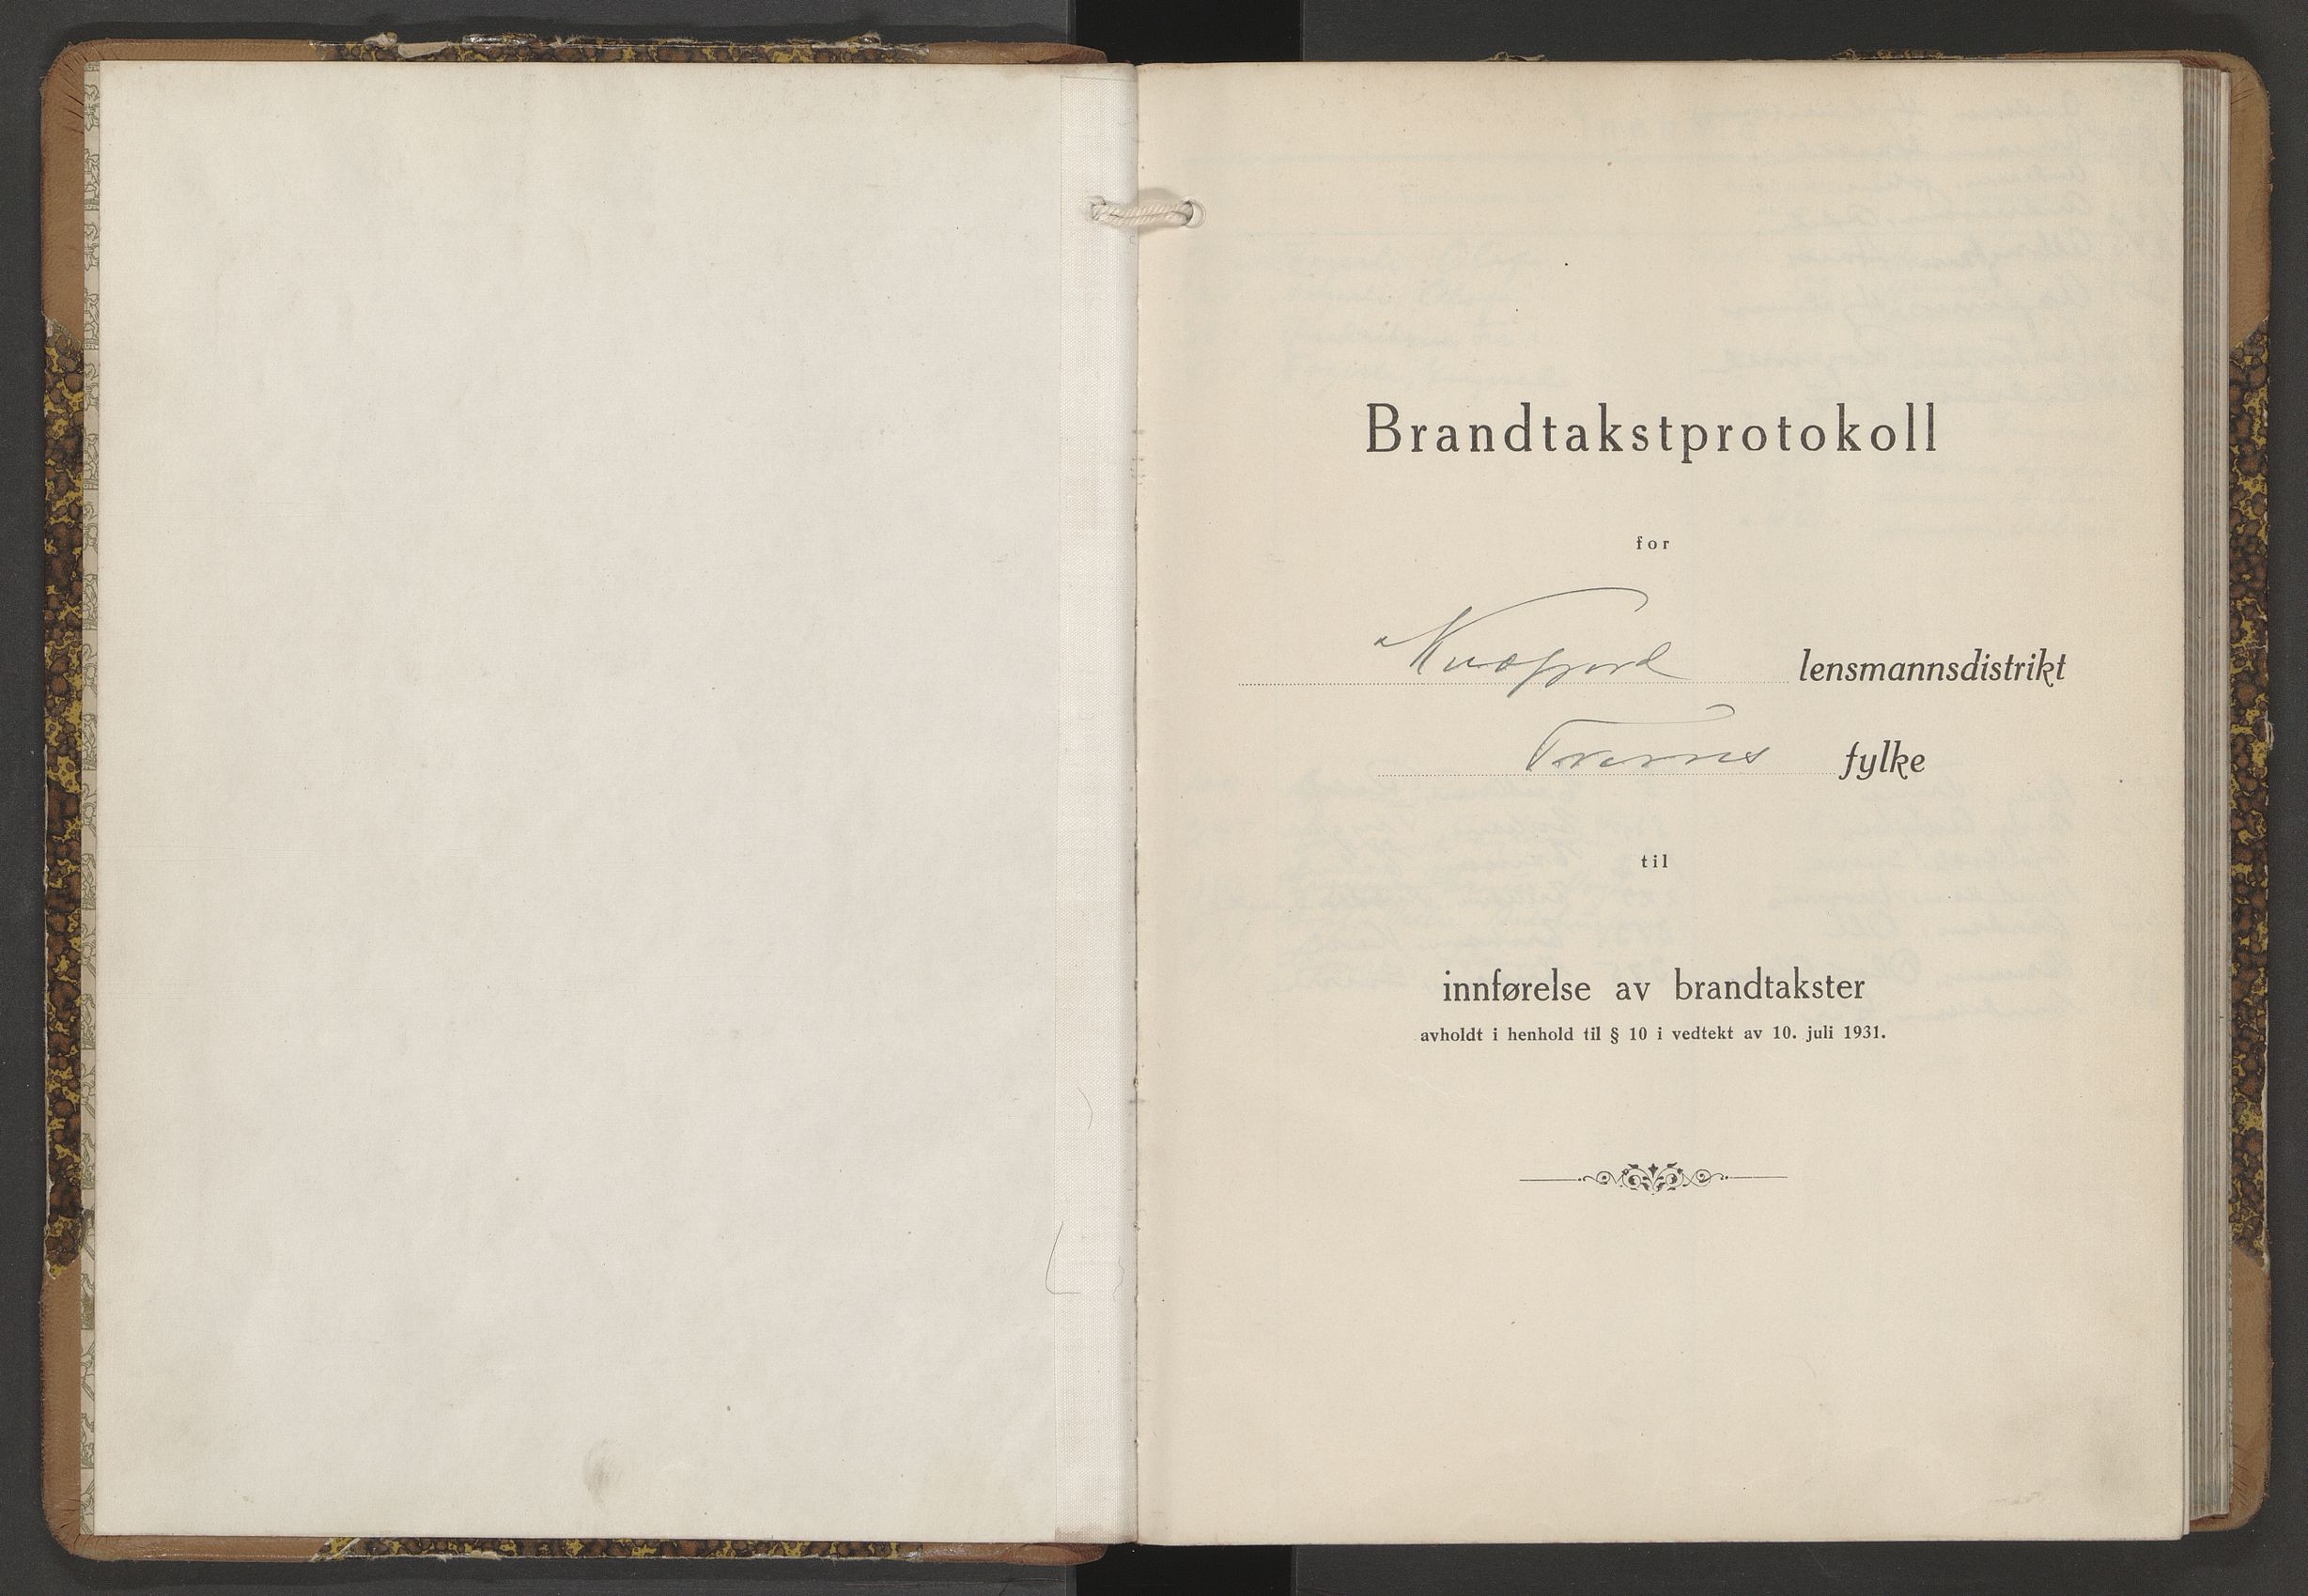 Brandtakstprotokoll
for
Kvæfjord lensmannsdistrikt
Troms fylke
til
innførelse av brandtakster
avholdt i henhold til § 10 i vedtekt av 10. juli 1931.